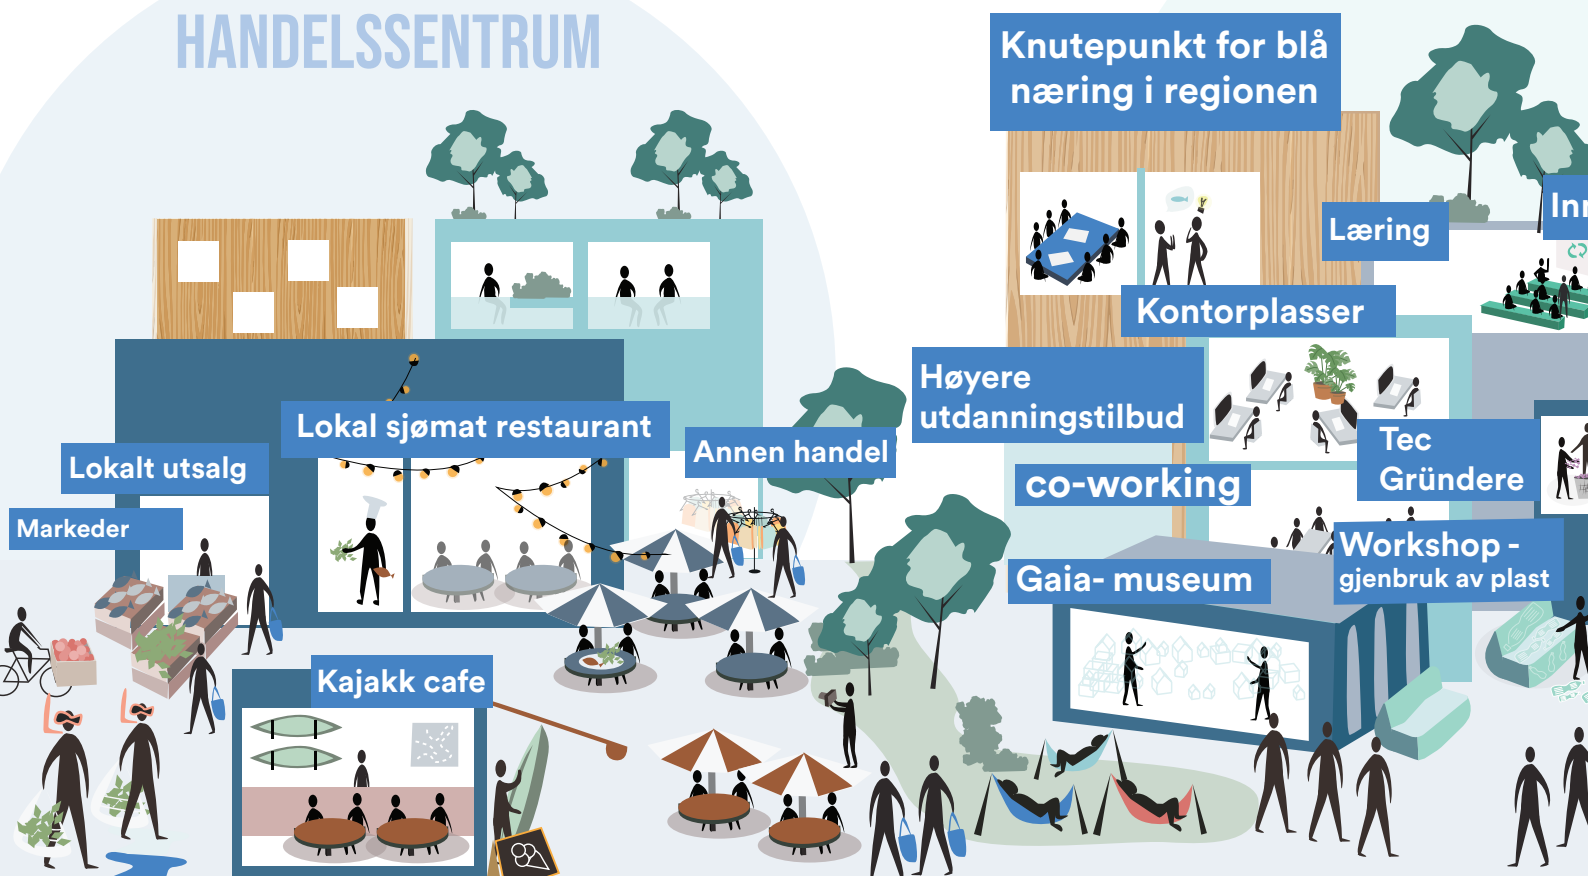 HANDELSSENTRUM
Knutepunkt for blå
næring i regionen
Læring
Kontorplasser
Høyere
utdanningstilbud
Lokal sjømat restaurant
Annen handel
Lokalt utsalg
Tec
Gründere
co-working
Markeder
Workshop -
gjenbruk av plast
Gaia- museum
Kajakk cafe